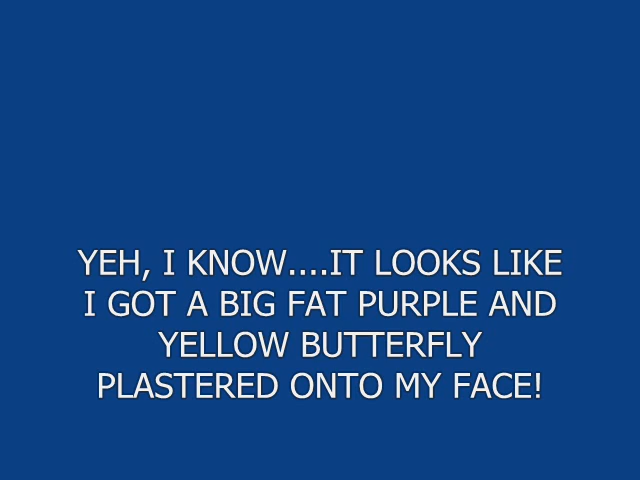 YEH, I KNOW....IT LOOKS LIKE
I GOT A BIG FAT PURPLE AND
YELLOW BUTTERFLY
PLASTERED ONTO MY FACE!